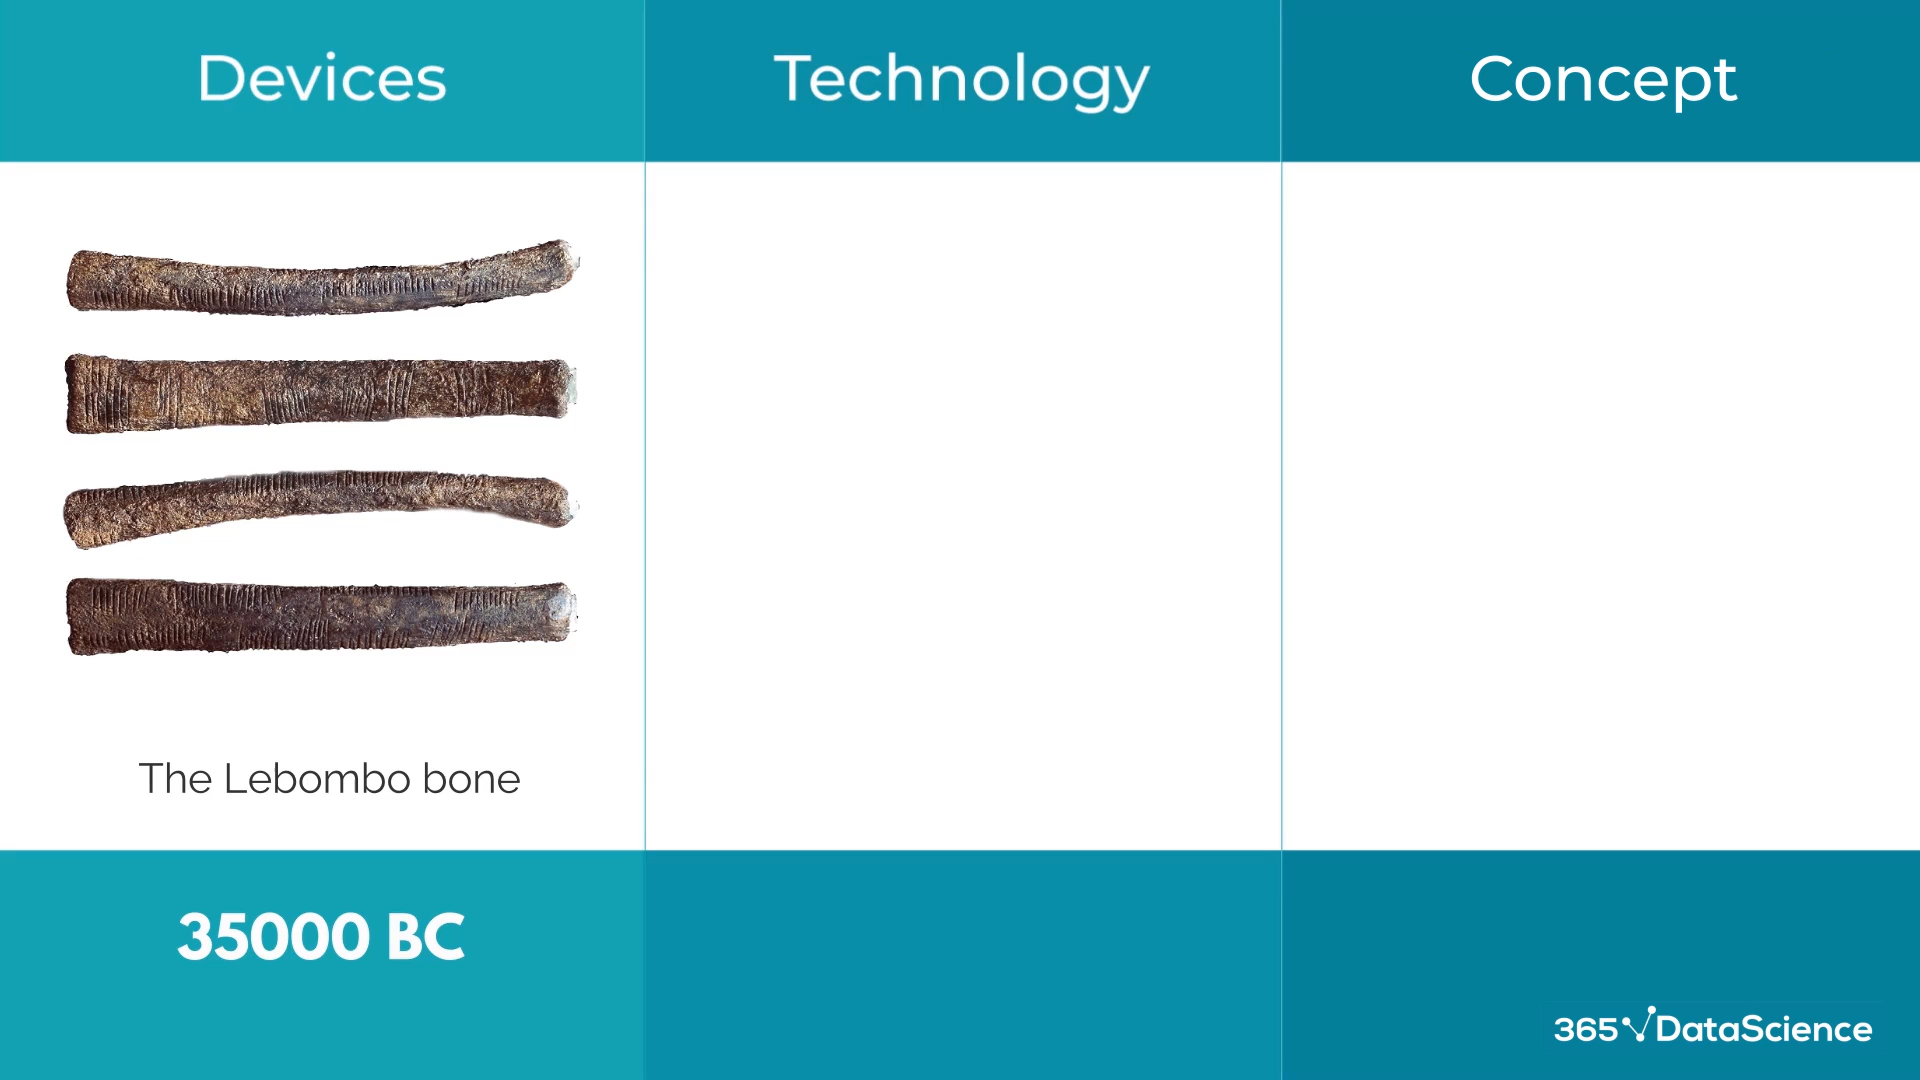 Devices
Technology
Concept
The Lebombo bone
35000 BC
365 DataScience